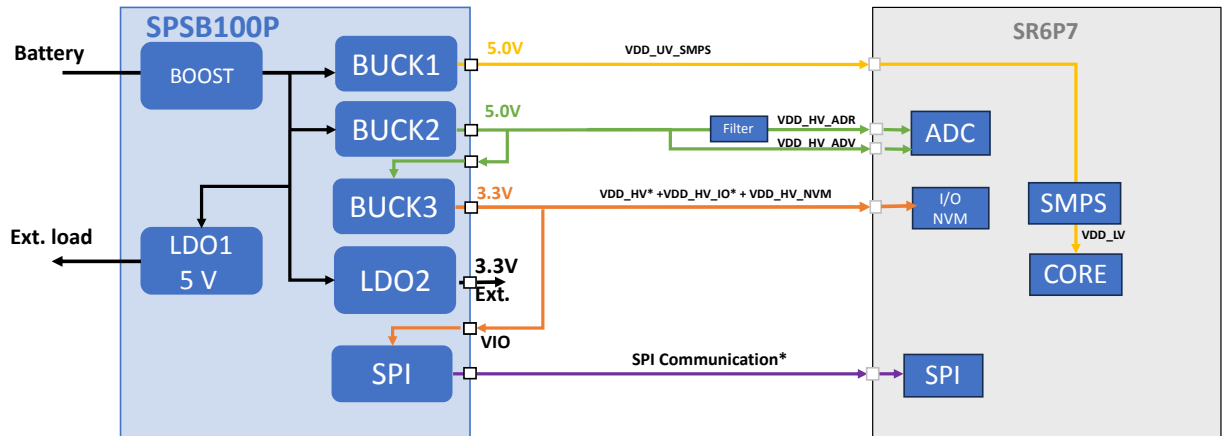 SPSB100P
SR6P7
Battery
BOOST
BUCK1
5.0V
VDD_UV_SMPS
BUCK2
5.0V
Filter
VDD_HV_ADR
VDD_HV_ADV
ADC
BUCK3
3.3V
VDD_HV* +VDD_HV_IO* + VDD_HV_NVM
I/O
NVM
SMPS
VDD_LV
CORE
Ext. load
LDO1
5 V
LDO2
3.3V
Ext.
VIO
SPI
SPI Communication*
SPI